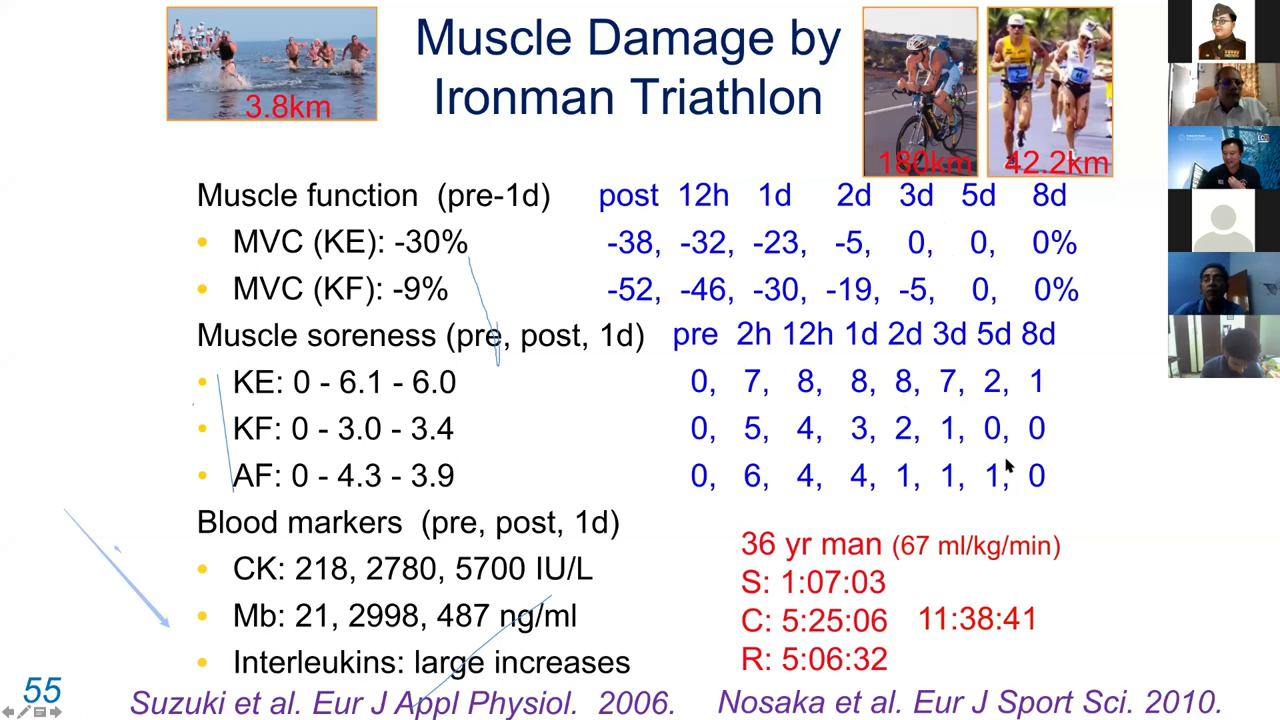 Muscle Damage by
Ironman Triathlon
3.8km
180km
42.2km
Muscle function (pre-1d) post 12h 1d 2d 3d 5d 8d
• MVC (KE): -30% -38, -32, -23, -5, 0, 0, 0%
• MVC (KF): -9% -52, -46, -30, -19, -5, 0, 0%
Muscle soreness (pre, post, 1d) pre 2h 12h 1d 2d 3d 5d 8d
• KE: 0 - 6.1 - 6.0 0, 7, 8, 8, 8, 7, 2, 1
• KF: 0 - 3.0 - 3.4 0, 5, 4, 3, 2, 1, 0, 0
• AF: 0 - 4.3 - 3.9 0, 6, 4, 4, 1, 1, 1, 0
Blood markers (pre, post, 1d)
• CK: 218, 2780, 5700 IU/L
• Mb: 21, 2998, 487 ng/ml
• Interleukins: large increases
36 yr man (67 ml/kg/min)
S: 1:07:03
C: 5:25:06 11:38:41
R: 5:06:32
55
Suzuki et al. Eur J Appl Physiol. 2006. Nosaka et al. Eur J Sport Sci. 2010.